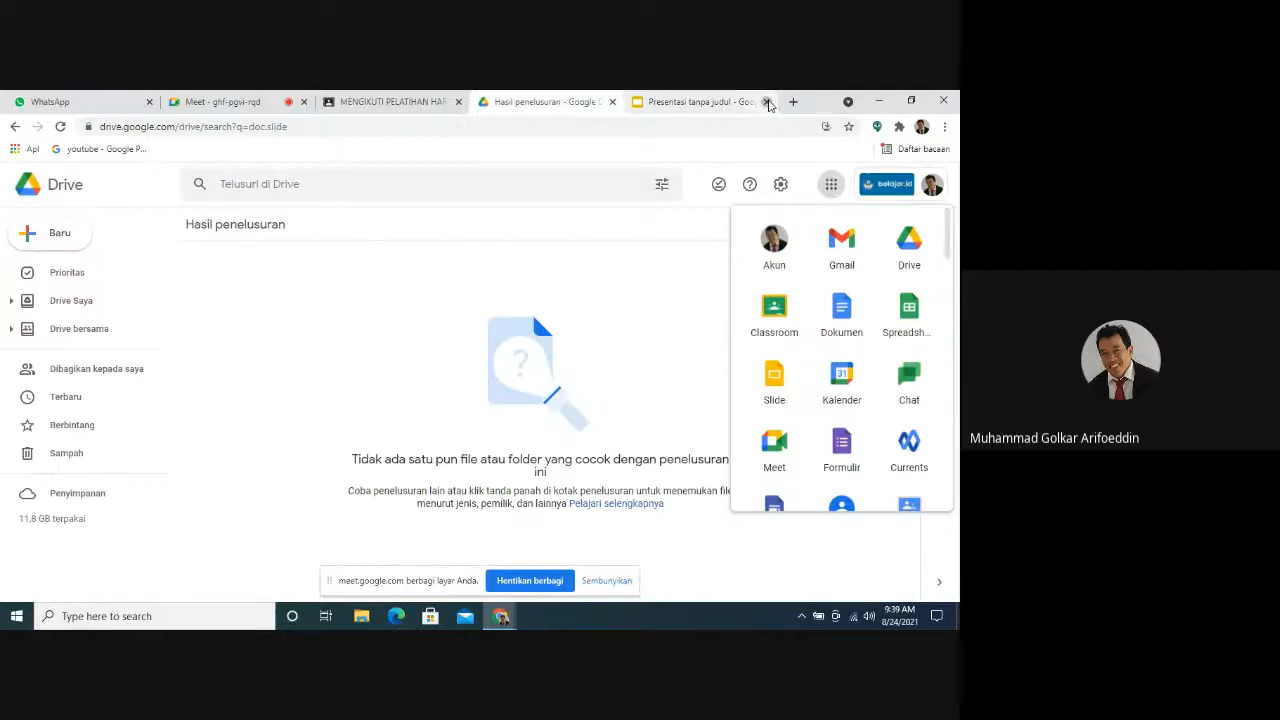 WhatsApp
Meet - ghf-pgvi-rqd
MENGIKUTI PELATIHAN HAR
Hasil penelusuran - Google D
Presentasi tanpa judul - Goo
drive.google.com/drive/search?q=doc.slide
Apl
youtube - Google P...
Daftar bacaan
Drive
Telusuri di Drive
belajar.id
Baru
Hasil penelusuran
Prioritas
Drive Saya
Drive bersama
Dibagikan kepada saya
Terbaru
Berbintang
Sampah
Penyimpanan
11,8 GB terpakai
Tidak ada satu pun file atau folder yang cocok dengan penelusuran
ini
Coba penelusuran lain atau klik tanda panah di kotak penelusuran untuk menemukan file
menurut jenis, pemilik, dan lainnya Pelajari selengkapnya
Akun
Gmail
Drive
Classroom
Dokumen
Spreadsh...
Slide
31
Kalender
Chat
Meet
Formulir
Currents
meet.google.com berbagi layar Anda.
Hentikan berbagi
Sembunyikan
Type here to search
9:39 AM
8/24/2021
Muhammad Golkar Arifoeddin